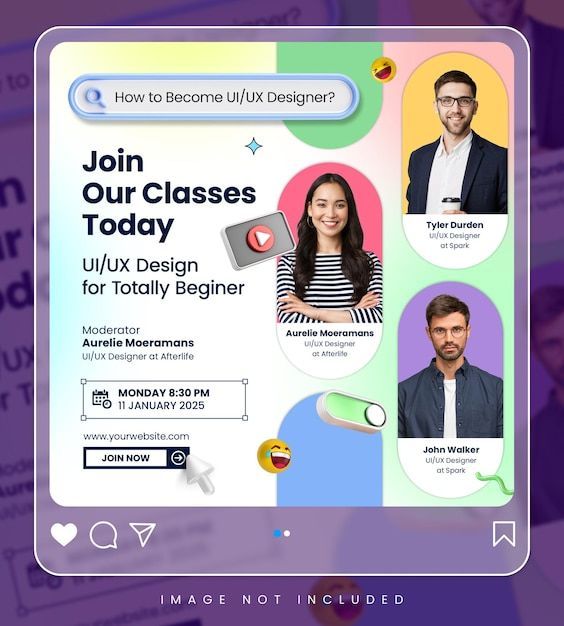 How to Become UI/UX Designer?
Join
Our Classes
Today
UI/UX Design
for Totally Beginer
Moderator
Aurelie Moeramans
UI/UX Designer at Afterlife
MONDAY 8:30 PM
11 JANUARY 2025
www.yourwebsite.com
JOIN NOW
Aurelie Moeramans
UI/UX Designer
at Afterlife
Tyler Durden
UI/UX Designer
at Spark
John Walker
UI/UX Designer
at Spark
IMAGE NOT INCLUDED